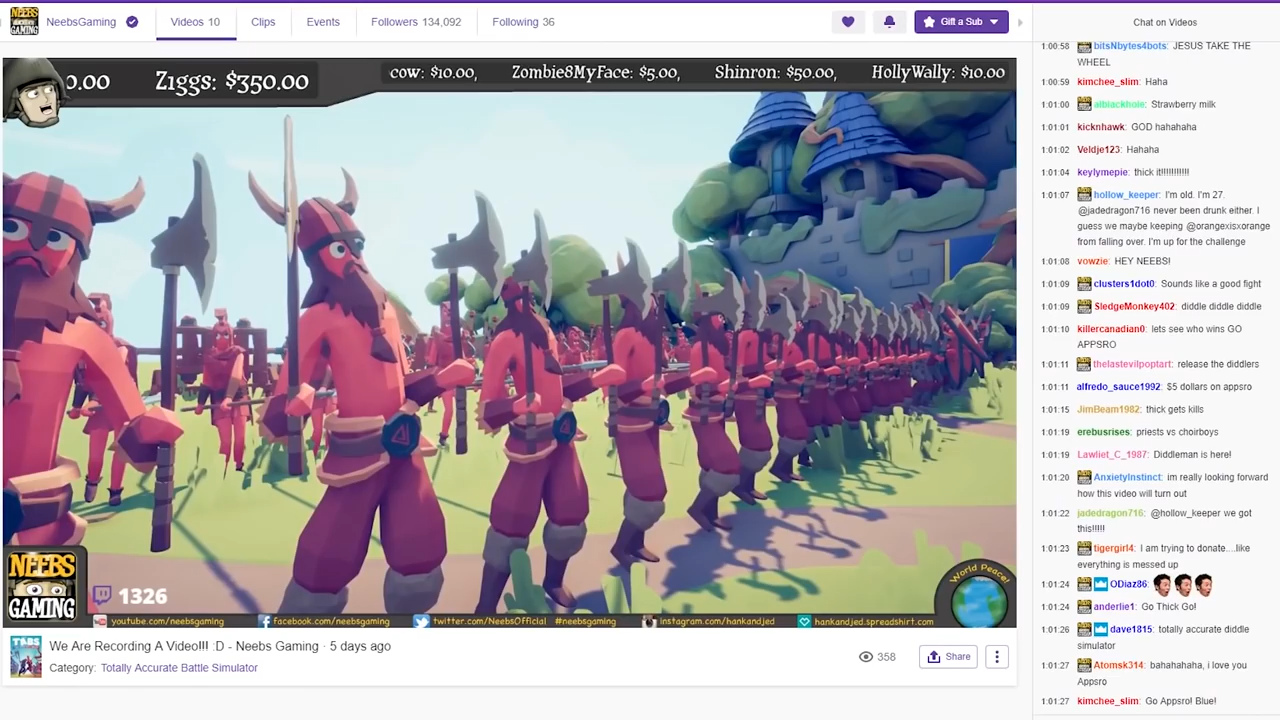 NEEBS GAMING
NeebsGaming
Videos 10
Clips
Events
Followers 134,092
Following 36
Gift a Sub
Chat on Videos
0.00 Ziggs: $350.00
cow: $10.00, Zombie8MyFace: $5.00, Shinron: $50.00, HollyWally: $10.00
NEEBS
GAMING
1326
World Peace!
youtube.com/neebsgaming
facebook.com/neebsgaming
twitter.com/NeebsOfficial #neebsgaming
instagram.com/hankandjed
hankandjed.spreadshirt.com
TABS
We Are Recording A Video!!! :D - Neebs Gaming · 5 days ago
Category: Totally Accurate Battle Simulator
358
Share
1:00:58 bitsNbytes4bots: JESUS TAKE THE
WHEEL
1:00:59 kimchee_slim: Haha
1:01:00 alblackhole: Strawberry milk
1:01:01 kicknhawk: GOD hahahaha
1:01:02 Veldje123: Hahaha
1:01:04 keylymepie: thick it!!!!!!!!!!!
1:01:07 hollow_keeper: I'm old. I'm 27.
@jadedragon716 never been drunk either. I
guess we maybe keeping @orangexisxorange
from falling over. I'm up for the challenge
1:01:08 vowzie: HEY NEEBS!
1:01:09 clusters1dot0: Sounds like a good fight
1:01:09 SledgeMonkey402: diddle diddle diddle
1:01:10 killercanadian0: lets see who wins GO
APPSRO
1:01:11 thelastevilpoptart: release the diddlers
1:01:11 alfredo_sauce1992: $5 dollars on appsro
1:01:15 JimBeam1982: thick gets kills
1:01:19 erebusrises: priests vs choirboys
1:01:19 Lawliet_C_1987: Diddleman is here!
1:01:20 AnxietyInstinct: im really looking forward
how this video will turn out
1:01:22 jadedragon716: @hollow_keeper we got
this!!!!!
1:01:23 tigergirl4: I am trying to donate....like
everything is messed up
1:01:24 ODiaz86:
1:01:24 anderlie1: Go Thick Go!
1:01:26 dave1815: totally accurate diddle
simulator
1:01:27 Atomsk314: bahahahaha, i love you
Appsro
1:01:27 kimchee_slim: Go Appsro! Blue!